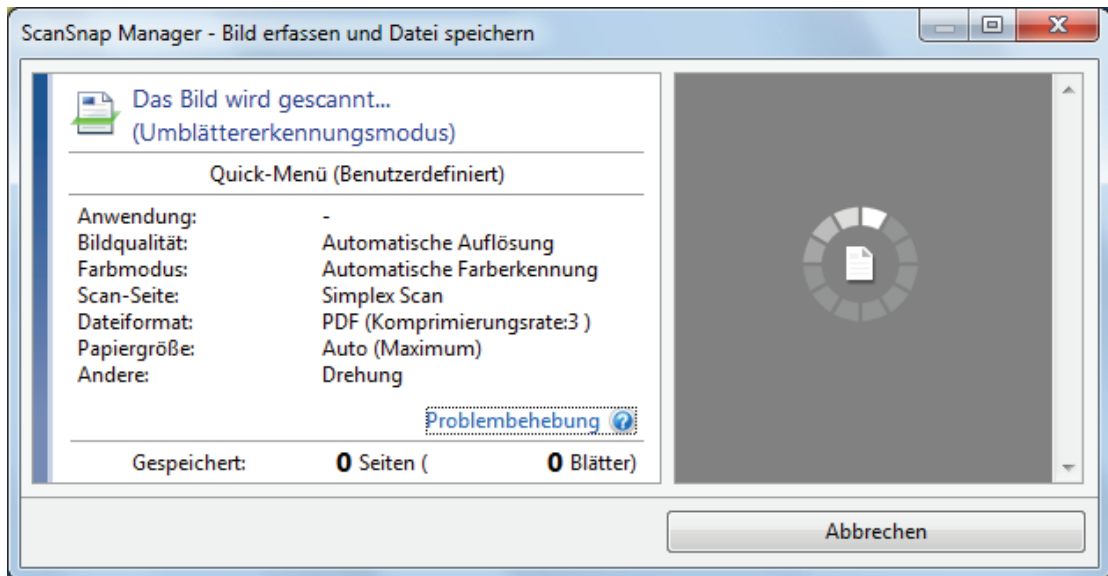 ScanSnap Manager - Bild erfassen und Datei speichern
Das Bild wird gescannt...
(Umblättererkennungsmodus)
Quick-Menü (Benutzerdefiniert)
Anwendung: -
Bildqualität: Automatische Auflösung
Farbmodus: Automatische Farberkennung
Scan-Seite: Simplex Scan
Dateiformat: PDF (Komprimierungsrate:3 )
Papiergröße: Auto (Maximum)
Andere: Drehung
Problembehebung
Gespeichert: 0 Seiten ( 0 Blätter)
Abbrechen